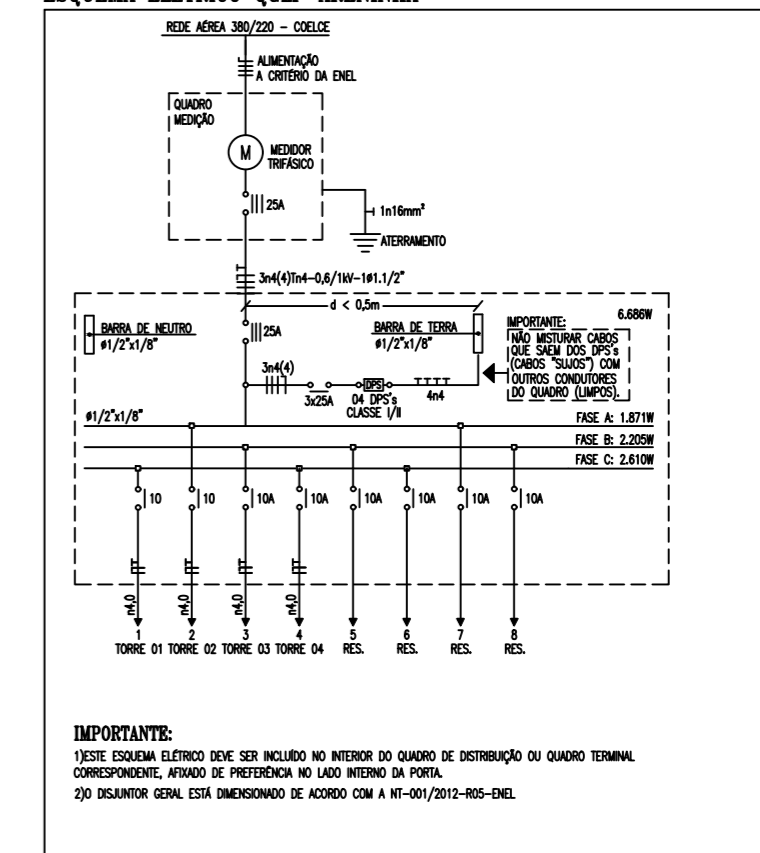 REDE AÉREA 380/220 - COELCE
ALIMENTAÇÃO
A CRITÉRIO DA ENEL
QUADRO
MEDIÇÃO
M
MEDIDOR
TRIFÁSICO
25A
1n16mm²
ATERRAMENTO
3n4(4)Tn4-0,6/1kV-1ø1.1/2"
d < 0,5m
6.686W
BARRA DE NEUTRO
ø1/2"x1/8"
25A
BARRA DE TERRA
ø1/2"x1/8"
IMPORTANTE:
NÃO MISTURAR CABOS
QUE SAEM DOS DPS's
(CABOS "SUJOS") COM
OUTROS CONDUTORES
DO QUADRO (LIMPOS).
3n4(4)
3x25A
DPS
04 DPS's
CLASSE I/II
4n4
ø1/2"x1/8"
FASE A: 1.871W
FASE B: 2.205W
FASE C: 2.610W
10 10 10A 10A 10A 10A 10A 10A
n4,0 n4,0 n4,0 n4,0
1 2 3 4 5 6 7 8
TORRE 01 TORRE 02 TORRE 03 TORRE 04 RES. RES. RES. RES.
IMPORTANTE:
1)ESTE ESQUEMA ELÉTRICO DEVE SER INCLUÍDO NO INTERIOR DO QUADRO DE DISTRIBUIÇÃO OU QUADRO TERMINAL
CORRESPONDENTE, AFIXADO DE PREFERÊNCIA NO LADO INTERNO DA PORTA.
2)O DISJUNTOR GERAL ESTÁ DIMENSIONADO DE ACORDO COM A NT-001/2012-R05-ENEL